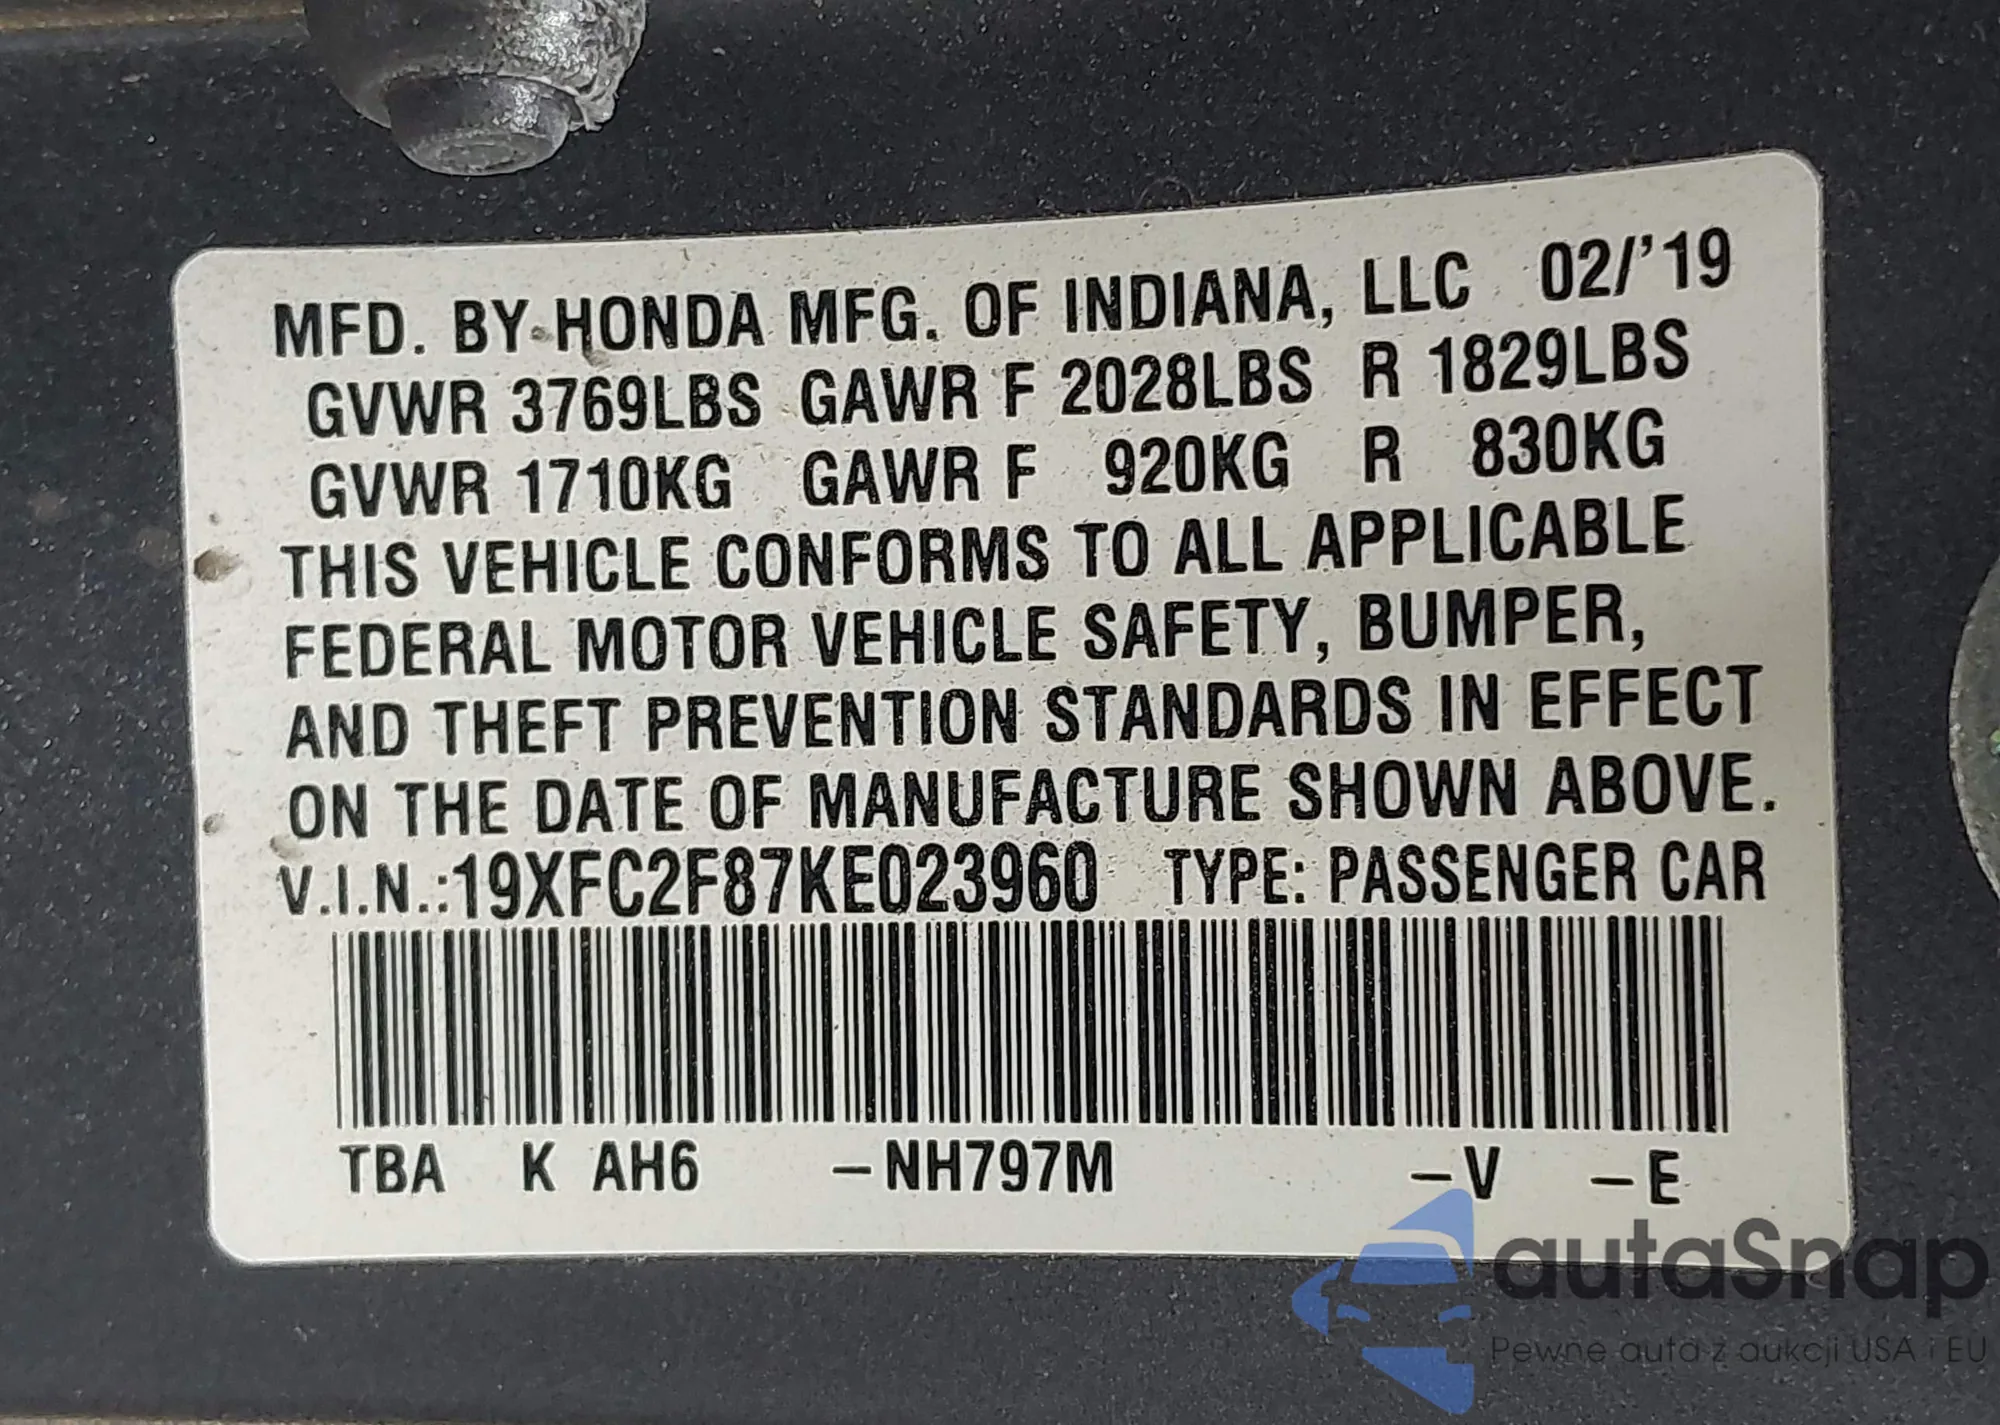 MFD. BY HONDA MFG. OF INDIANA, LLC 02/'19
GVWR 3769LBS GAWR F 2028LBS R 1829LBS
GVWR 1710KG GAWR F 920KG R 830KG
THIS VEHICLE CONFORMS TO ALL APPLICABLE
FEDERAL MOTOR VEHICLE SAFETY, BUMPER,
AND THEFT PREVENTION STANDARDS IN EFFECT
ON THE DATE OF MANUFACTURE SHOWN ABOVE.
V.I.N.:19XFC2F87KE023960 TYPE: PASSENGER CAR
TBA K AH6 –NH797M –V –E
autaSnap
Pewne auta z aukcji USA i EU